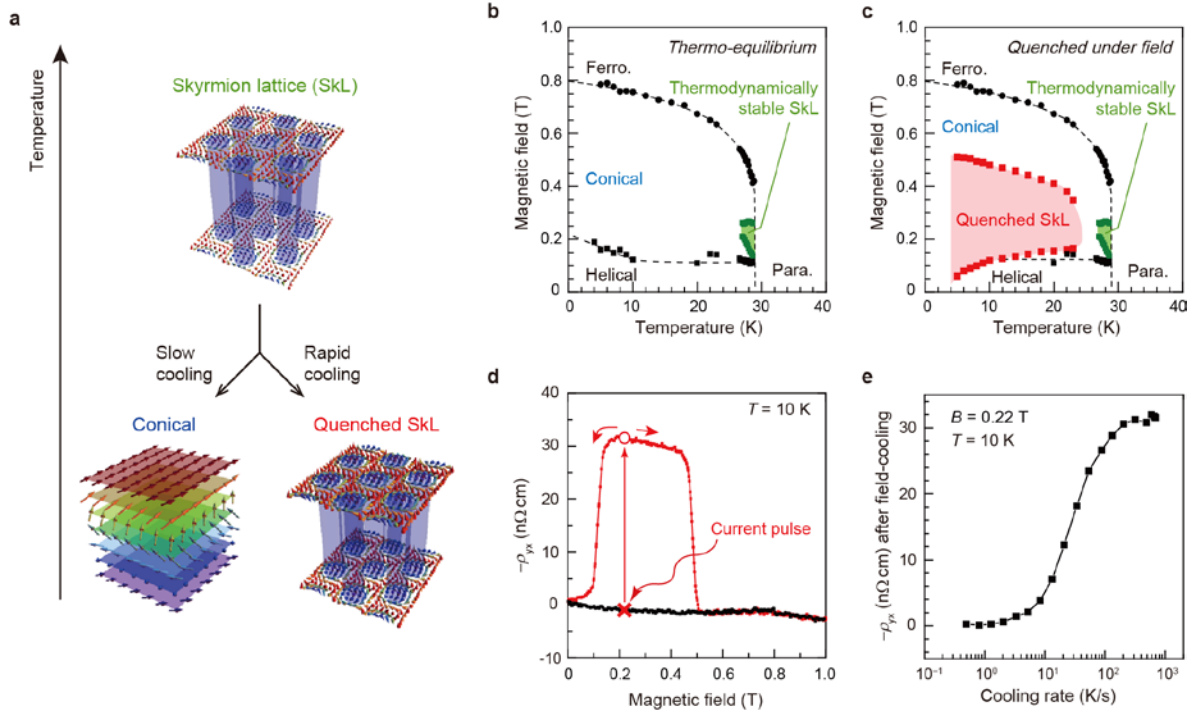 a
Temperature
Skyrmion lattice (SkL)
Slow
cooling
Rapid
cooling
Conical
Quenched SkL
b
Magnetic field (T)
1.0
0.8
0.6
0.4
0.2
0
Thermo-equilibrium
Ferro.
Thermodynamically
stable SkL
Conical
Helical
Para.
0 10 20 30 40
Temperature (K)
c
Magnetic field (T)
1.0
0.8
0.6
0.4
0.2
0
Quenched under field
Ferro.
Thermodynamically
stable SkL
Conical
Quenched SkL
Helical
Para.
0 10 20 30 40
Temperature (K)
d
−ρyx (nΩ cm)
40
30
20
10
0
-10
T = 10 K
Current pulse
0 0.2 0.4 0.6 0.8 1.0
Magnetic field (T)
e
−ρyx (nΩ cm) after field-cooling
40
30
20
10
0
B = 0.22 T
T = 10 K
10⁻¹ 10⁰ 10¹ 10² 10³
Cooling rate (K/s)